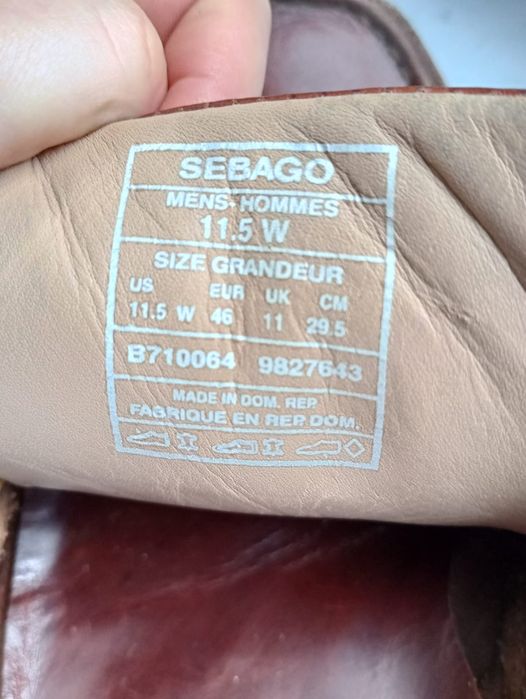 SEBAGO
MENS-HOMMES
11.5 W
SIZE GRANDEUR
US EUR UK CM
11.5 W 46 11 29.5
B710064 9827643
MADE IN DOM. REP.
FABRIQUE EN REP. DOM.